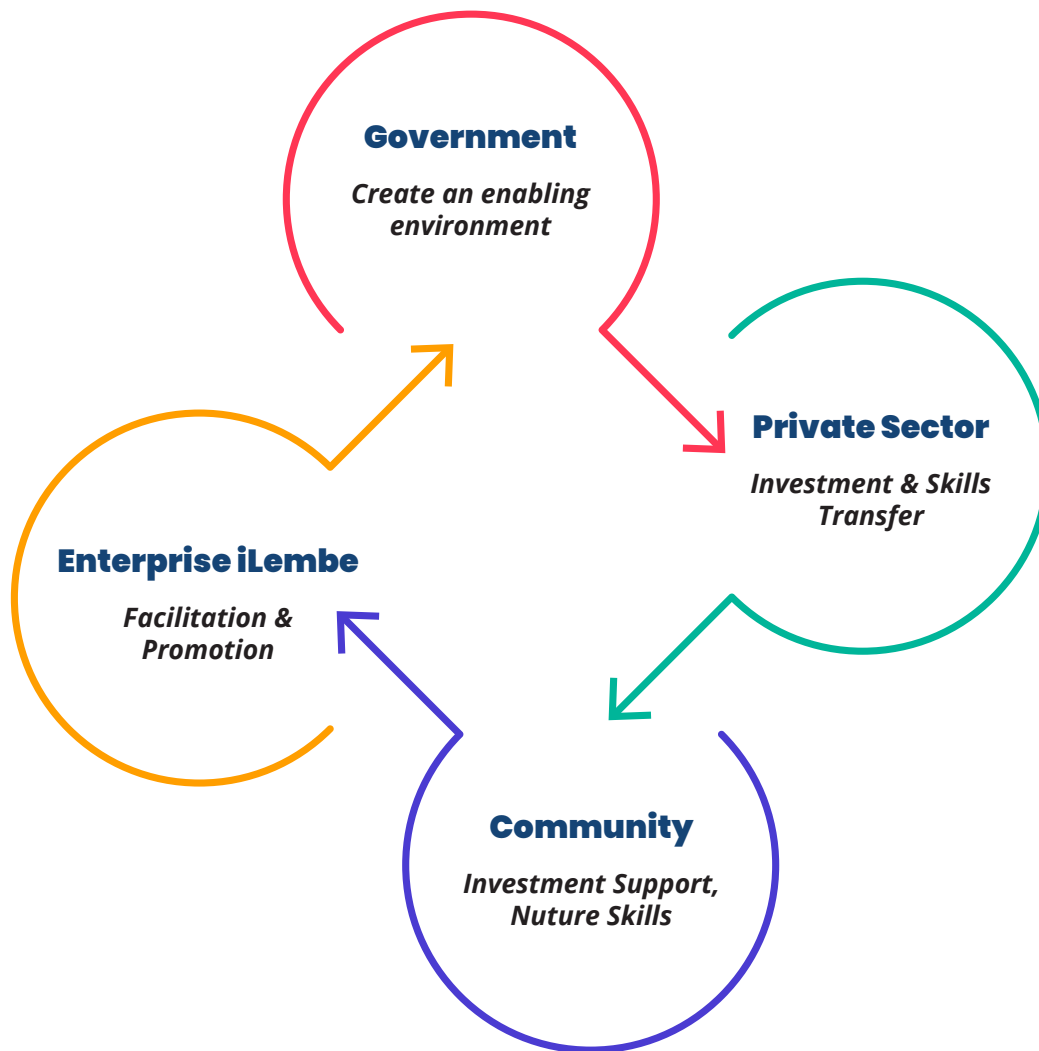 Government
Create an enabling
environment
Private Sector
Investment & Skills
Transfer
Enterprise iLembe
Facilitation &
Promotion
Community
Investment Support,
Nuture Skills